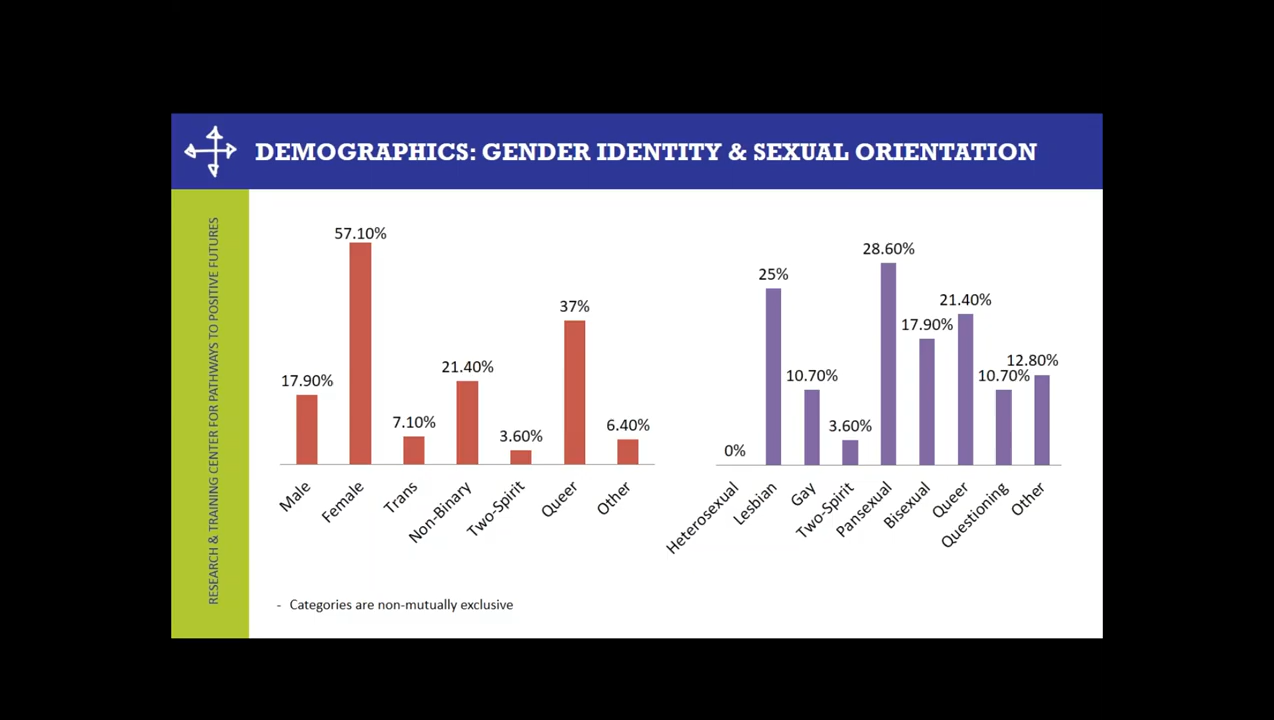 DEMOGRAPHICS: GENDER IDENTITY & SEXUAL ORIENTATION
RESEARCH & TRAINING CENTER FOR PATHWAYS TO POSITIVE FUTURES
17.90%
57.10%
7.10%
21.40%
3.60%
37%
6.40%
Male
Female
Trans
Non-Binary
Two-Spirit
Queer
Other
0%
25%
10.70%
3.60%
28.60%
17.90%
21.40%
10.70%
12.80%
Heterosexual
Lesbian
Gay
Two-Spirit
Pansexual
Bisexual
Queer
Questioning
Other
- Categories are non-mutually exclusive